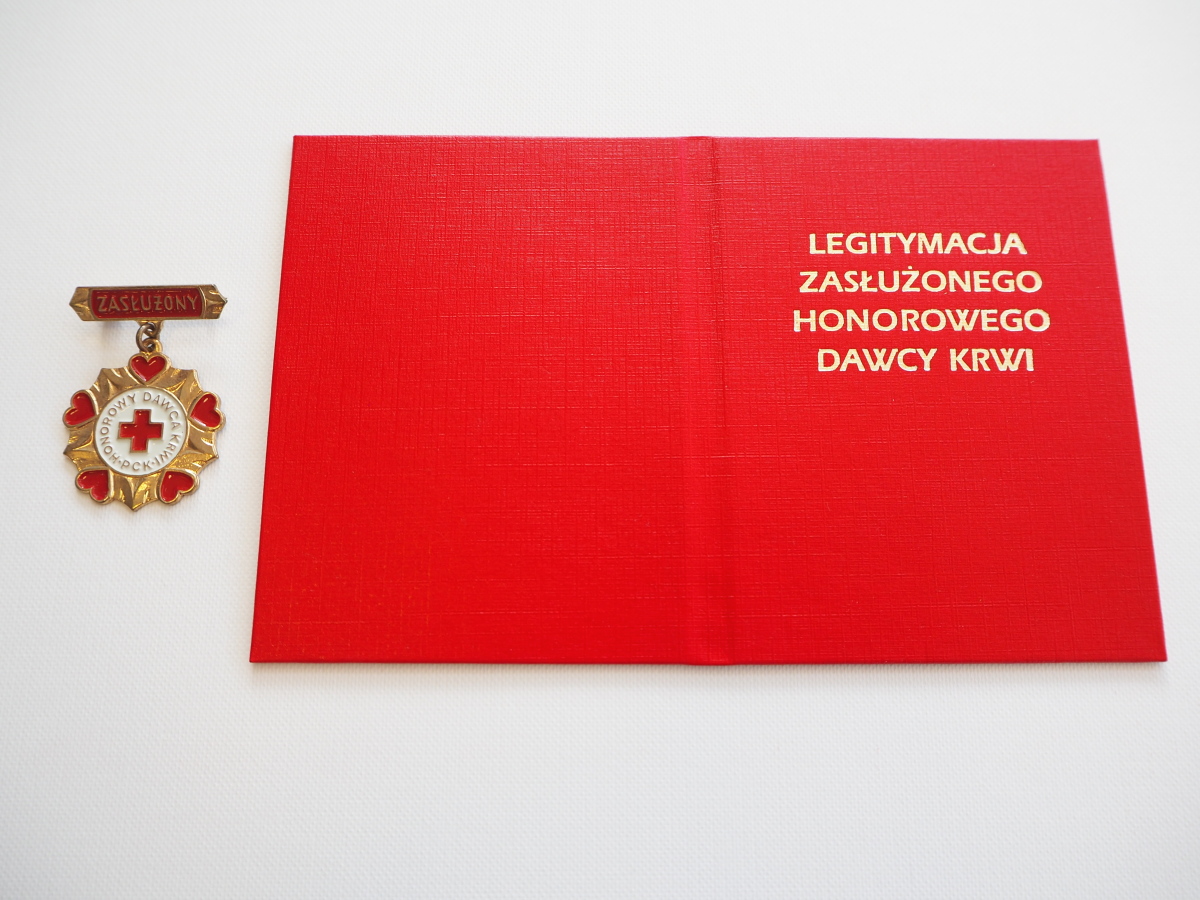 ZASŁUŻONY
HONOROWY DAWCA KRWI
·PCK·
LEGITYMACJA
ZASŁUŻONEGO
HONOROWEGO
DAWCY KRWI